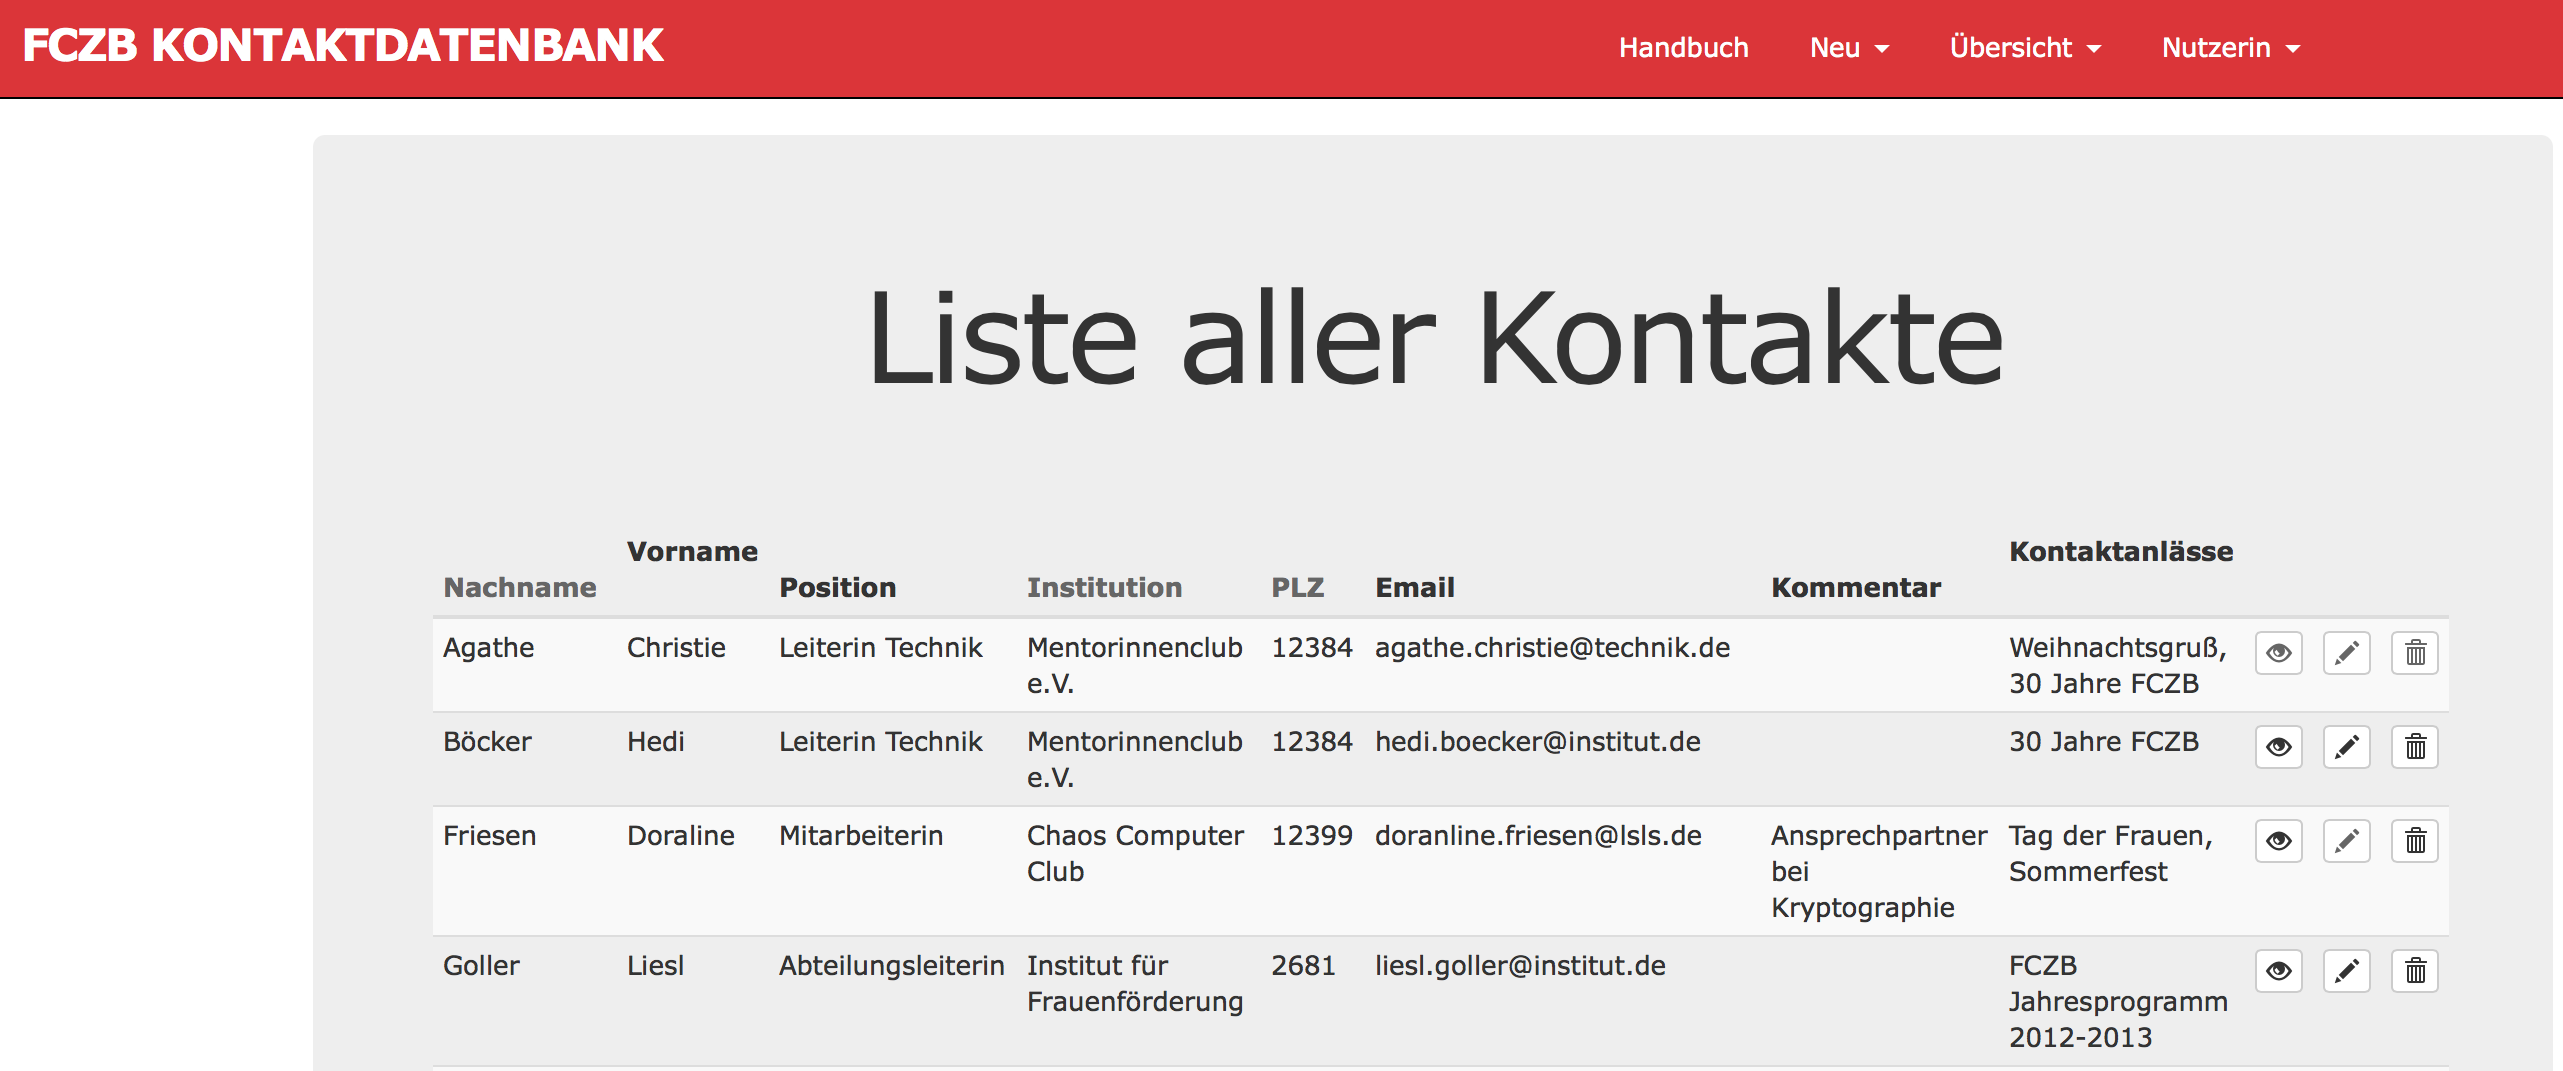 FCZB KONTAKTDATENBANK Handbuch Neu Übersicht Nutzerin
Liste aller Kontakte
Vorname Kontaktanlässe
Nachname Position Institution PLZ Email Kommentar
Agathe Christie Leiterin Technik Mentorinnenclub 12384 agathe.christie@technik.de Weihnachtsgruß,
e.V. 30 Jahre FCZB
Böcker Hedi Leiterin Technik Mentorinnenclub 12384 hedi.boecker@institut.de 30 Jahre FCZB
e.V.
Friesen Doraline Mitarbeiterin Chaos Computer 12399 doranline.friesen@lsls.de Ansprechpartner Tag der Frauen,
Club bei Sommerfest
Kryptographie
Goller Liesl Abteilungsleiterin Institut für 2681 liesl.goller@institut.de FCZB
Frauenförderung Jahresprogramm
2012-2013